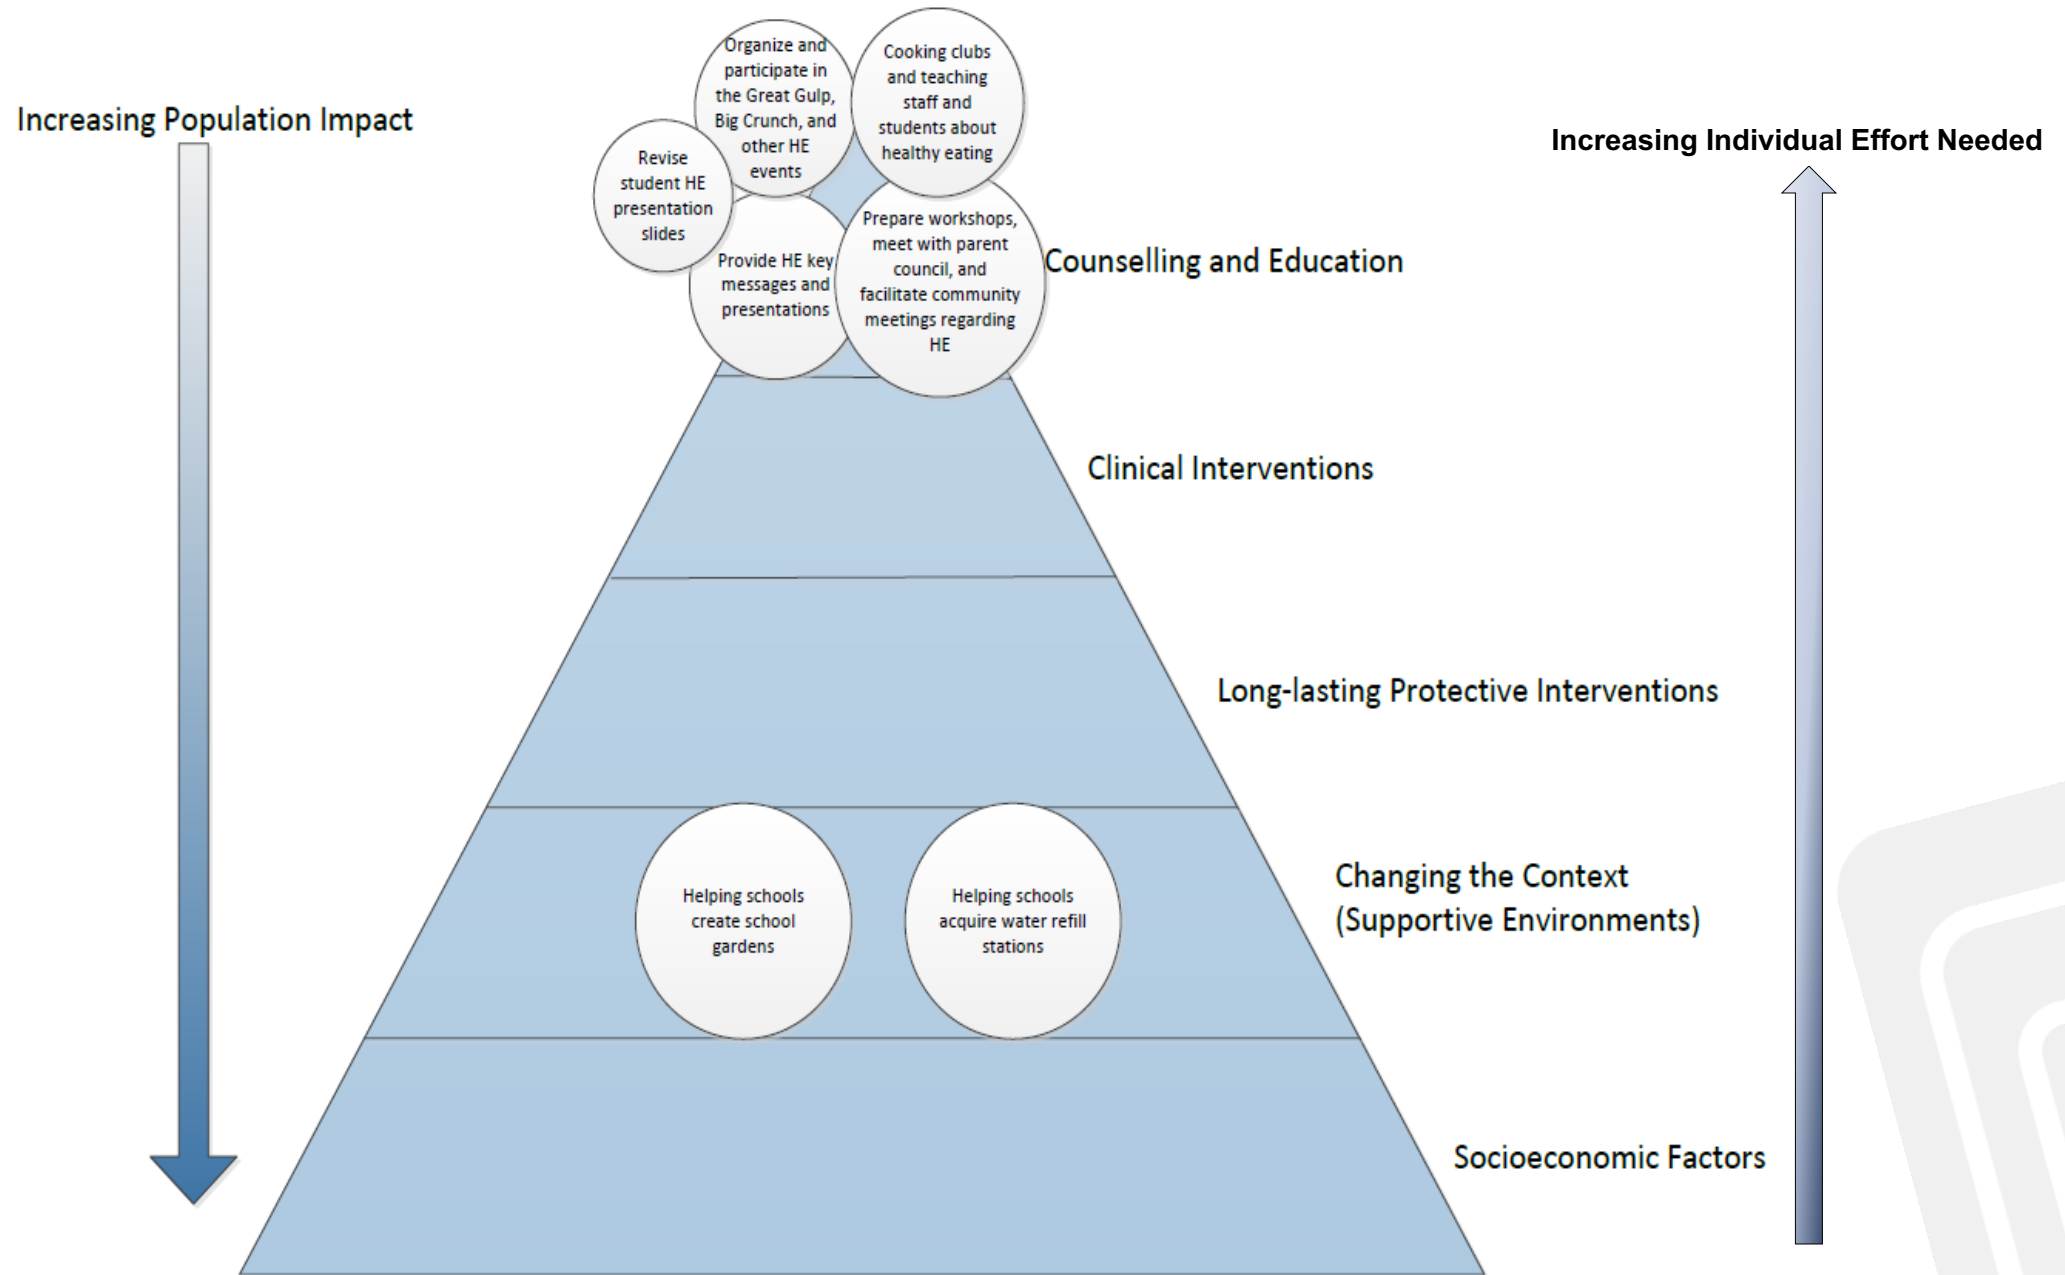 Increasing Population Impact
Organize and
participate in
the Great Gulp,
Big Crunch, and
other HE
events
Cooking clubs
and teaching
staff and
students about
healthy eating
Increasing Individual Effort Needed
Revise
student HE
presentation
slides
Provide HE key
messages and
presentations
Prepare workshops,
meet with parent
council, and
facilitate community
meetings regarding
HE
Counselling and Education
Clinical Interventions
Long-lasting Protective Interventions
Helping schools
create school
gardens
Helping schools
acquire water refill
stations
Changing the Context
(Supportive Environments)
Socioeconomic Factors